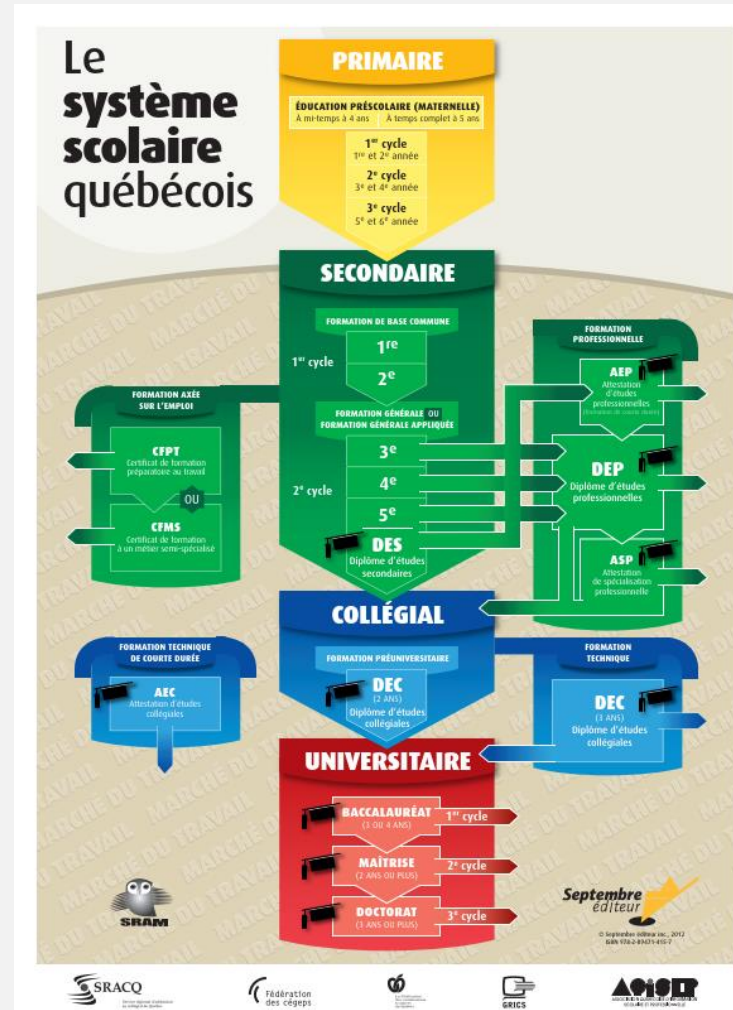 Le
système
scolaire
québécois
PRIMAIRE
ÉDUCATION PRÉSCOLAIRE (MATERNELLE)
À mi-temps à 4 ans À temps complet à 5 ans
1er cycle
1re et 2e année
2e cycle
3e et 4e année
3e cycle
5e et 6e année
SECONDAIRE
FORMATION DE BASE COMMUNE
1er cycle
1re
2e
FORMATION GÉNÉRALE OU
FORMATION GÉNÉRALE APPLIQUÉE
2e cycle
3e
4e
5e
DES
Diplôme d'études
secondaires
FORMATION AXÉE
SUR L'EMPLOI
CFPT
Certificat de formation
préparatoire au travail
OU
CFMS
Certificat de formation
à un métier semi-spécialisé
FORMATION
PROFESSIONNELLE
AEP
Attestation
d'études
professionnelles
DEP
Diplôme d'études
professionnelles
ASP
Attestation
de spécialisation
professionnelle
COLLÉGIAL
FORMATION TECHNIQUE
DE COURTE DURÉE
AEC
Attestation d'études
collégiales
FORMATION PRÉUNIVERSITAIRE
DEC
(2 ANS)
Diplôme d'études
collégiales
FORMATION
TECHNIQUE
DEC
(3 ANS)
Diplôme d'études
collégiales
UNIVERSITAIRE
BACCALAURÉAT
(3 OU 4 ANS)
1er cycle
MAÎTRISE
(2 ANS OU PLUS)
2e cycle
DOCTORAT
(3 ANS OU PLUS)
3e cycle
MARCHÉ DU TRAVAIL
SRAM
Septembre
éditeur
© Septembre éditeur inc., 2012
SRACQ
Fédération
des cégeps
GRICS